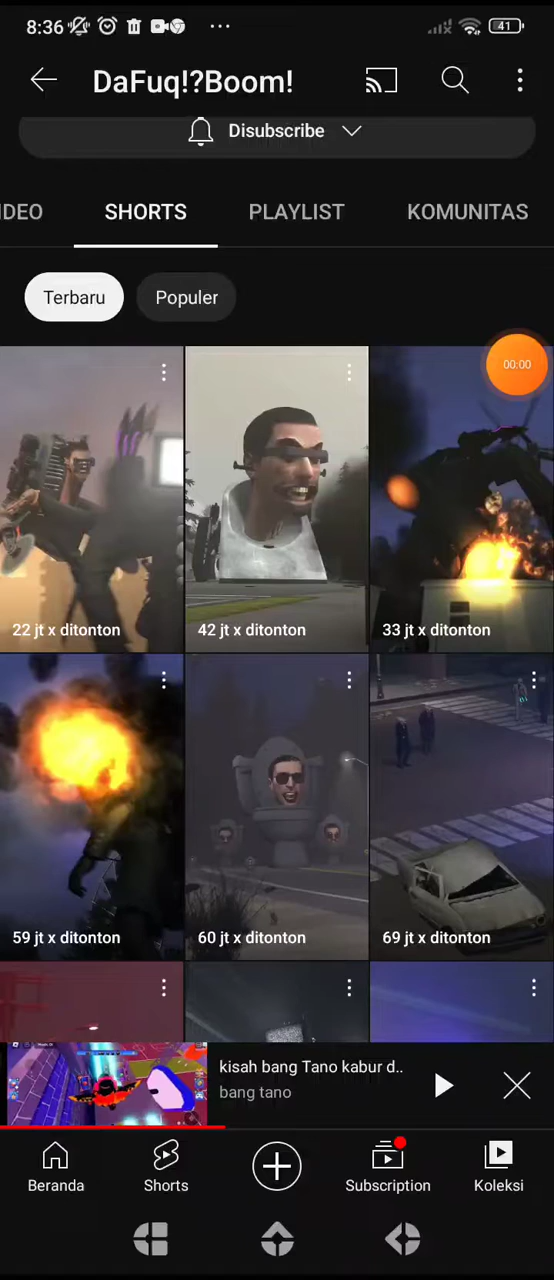 8:36
41
DaFuq!?Boom!
Disubscribe
IDEO SHORTS PLAYLIST KOMUNITAS
Terbaru Populer
00:00
22 jt x ditonton 42 jt x ditonton 33 jt x ditonton
59 jt x ditonton 60 jt x ditonton 69 jt x ditonton
kisah bang Tano kabur d..
bang tano
Beranda Shorts Subscription Koleksi